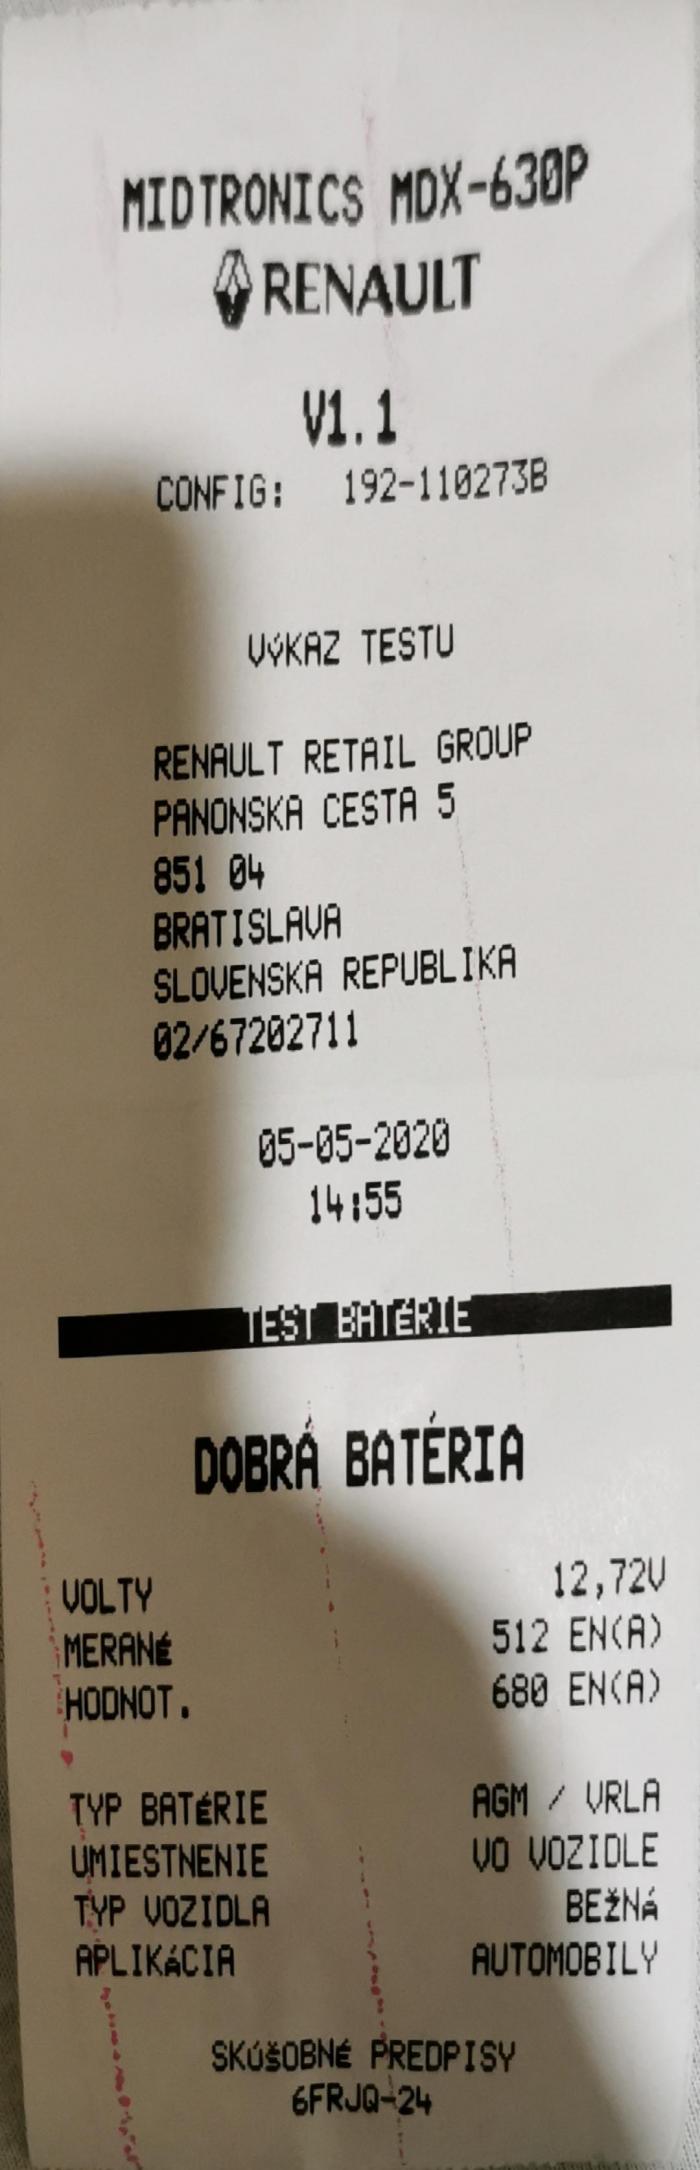 MIDTRONICS MDX-630P
RENAULT
V1.1
CONFIG: 192-110273B
VÝKAZ TESTU
RENAULT RETAIL GROUP
PANONSKA CESTA 5
851 04
BRATISLAVA
SLOVENSKA REPUBLIKA
02/67202711
05-05-2020
14:55
TEST BATÉRIE
DOBRÁ BATÉRIA
VOLTY 12,72V
MERANÉ 512 EN(A)
HODNOT. 680 EN(A)
TYP BATÉRIE AGM / VRLA
UMIESTNENIE VO VOZIDLE
TYP VOZIDLA BEŽNÁ
APLIKÁCIA AUTOMOBILY
SKÚŠOBNÉ PREDPISY
6FRJQ-24